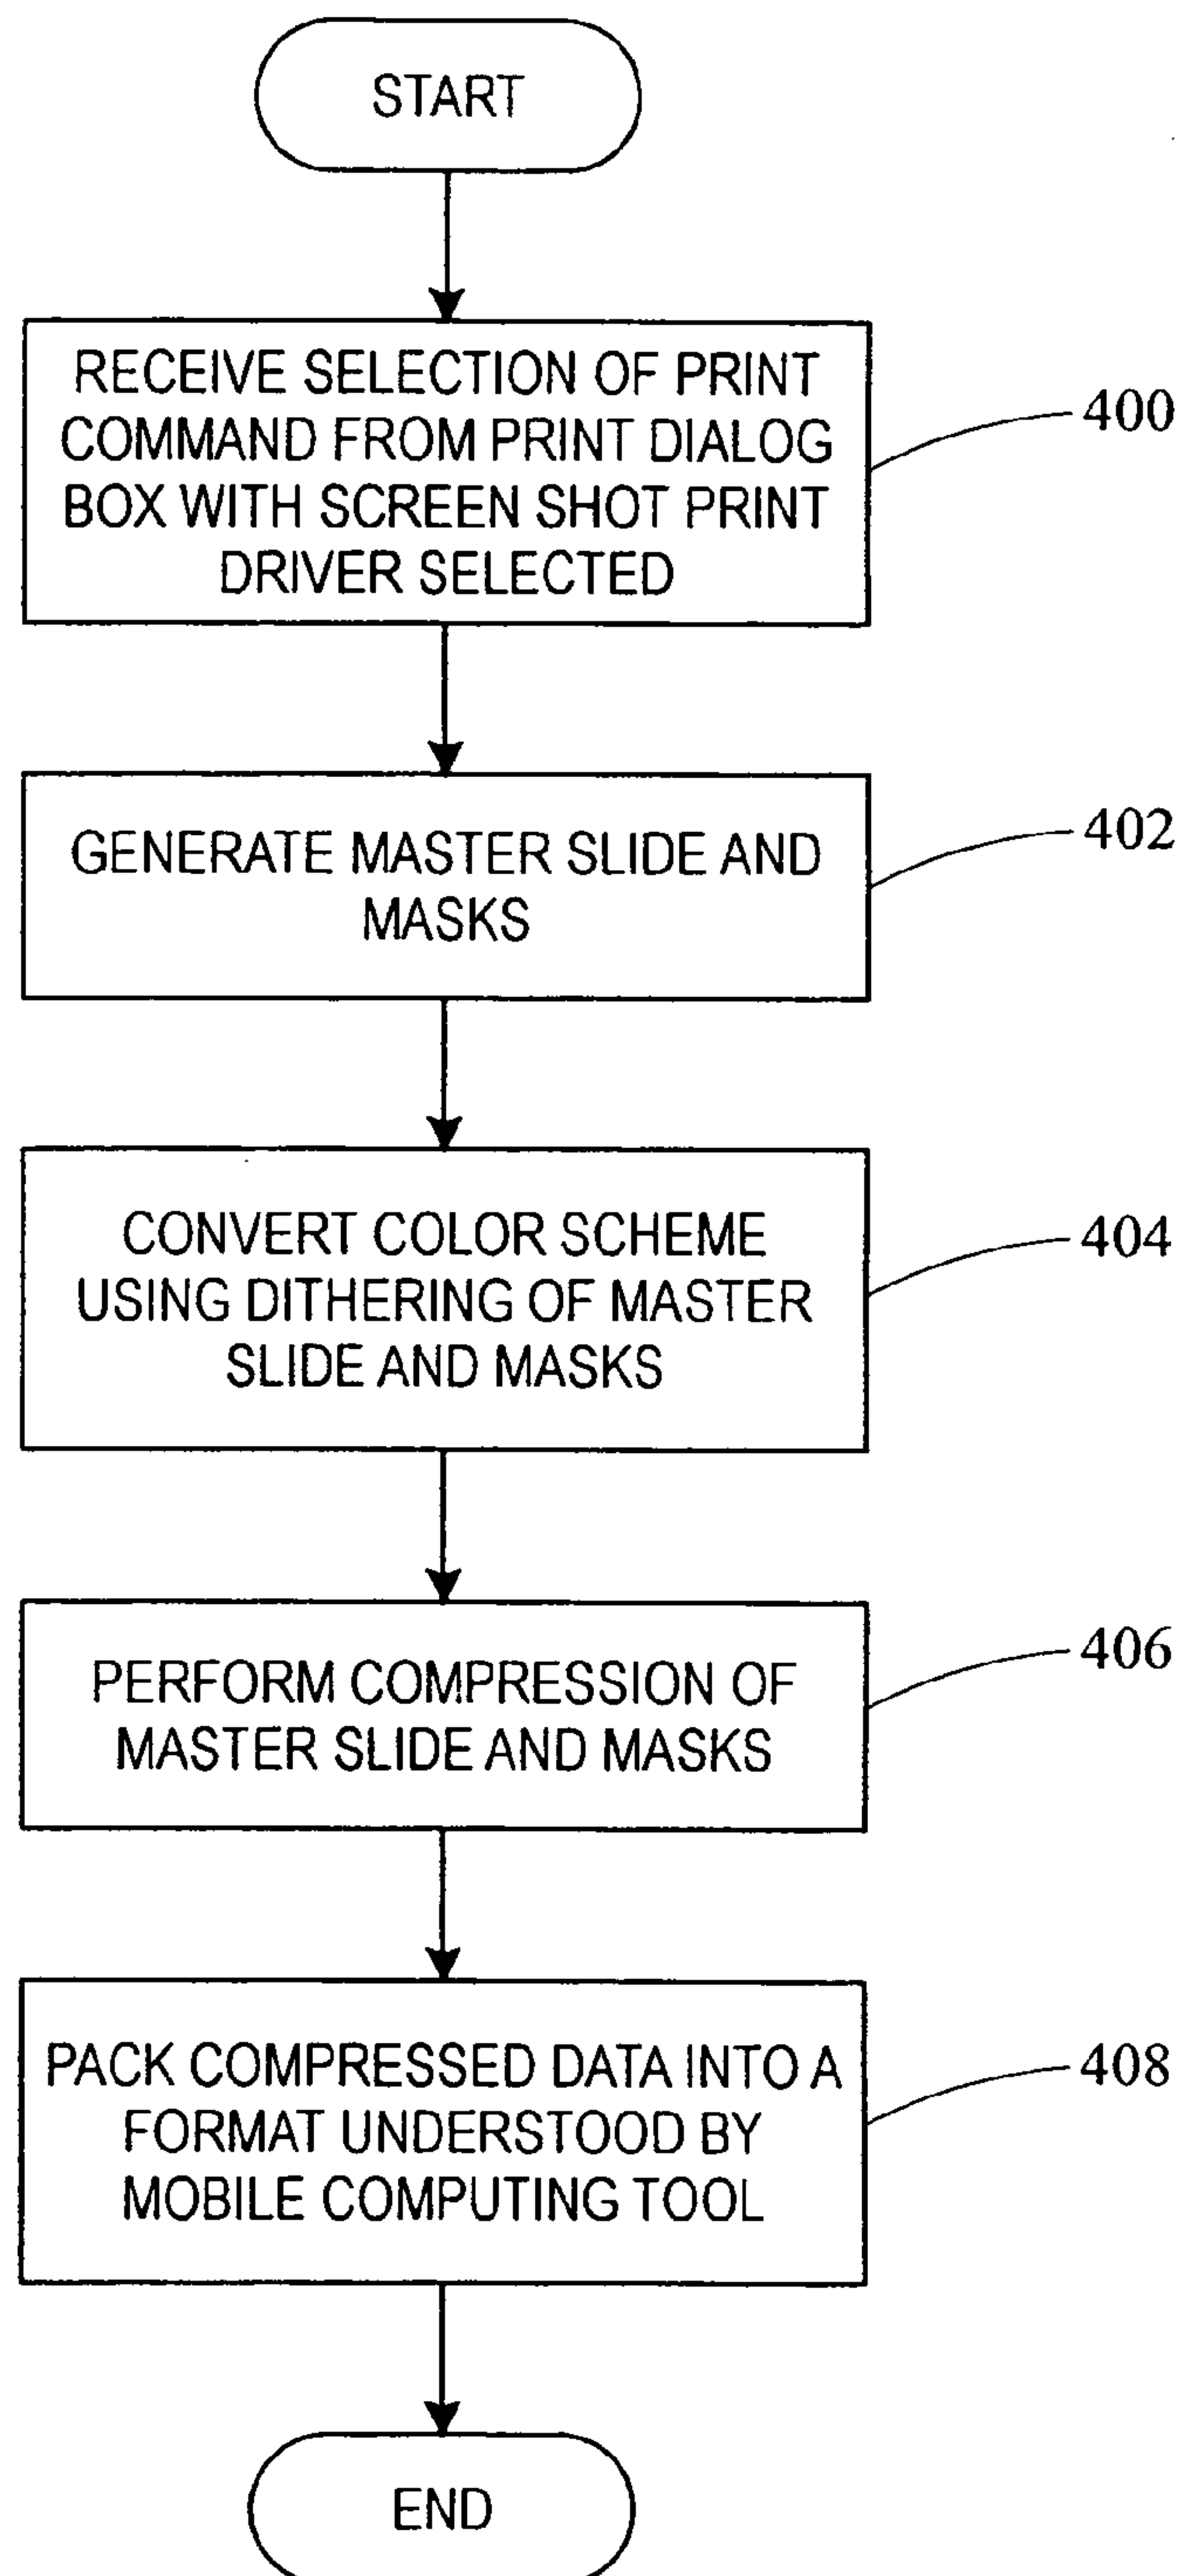 START
RECEIVE SELECTION OF PRINT
COMMAND FROM PRINT DIALOG
BOX WITH SCREEN SHOT PRINT
DRIVER SELECTED
400
GENERATE MASTER SLIDE AND
MASKS
402
CONVERT COLOR SCHEME
USING DITHERING OF MASTER
SLIDE AND MASKS
404
PERFORM COMPRESSION OF
MASTER SLIDE AND MASKS
406
PACK COMPRESSED DATA INTO A
FORMAT UNDERSTOOD BY
MOBILE COMPUTING TOOL
408
END